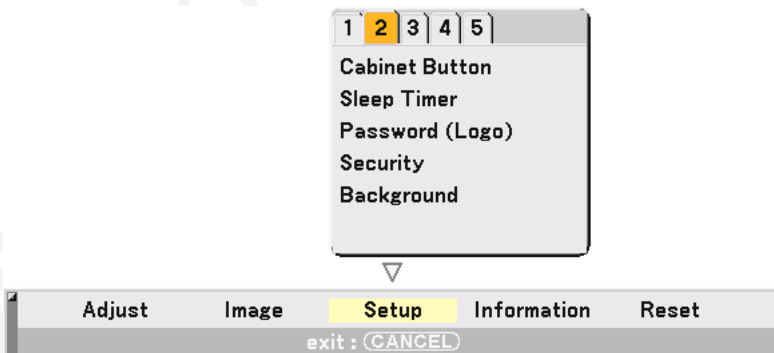 1 2 3 4 5
Cabinet Button
Sleep Timer
Password (Logo)
Security
Background
Adjust Image Setup Information Reset
exit : CANCEL